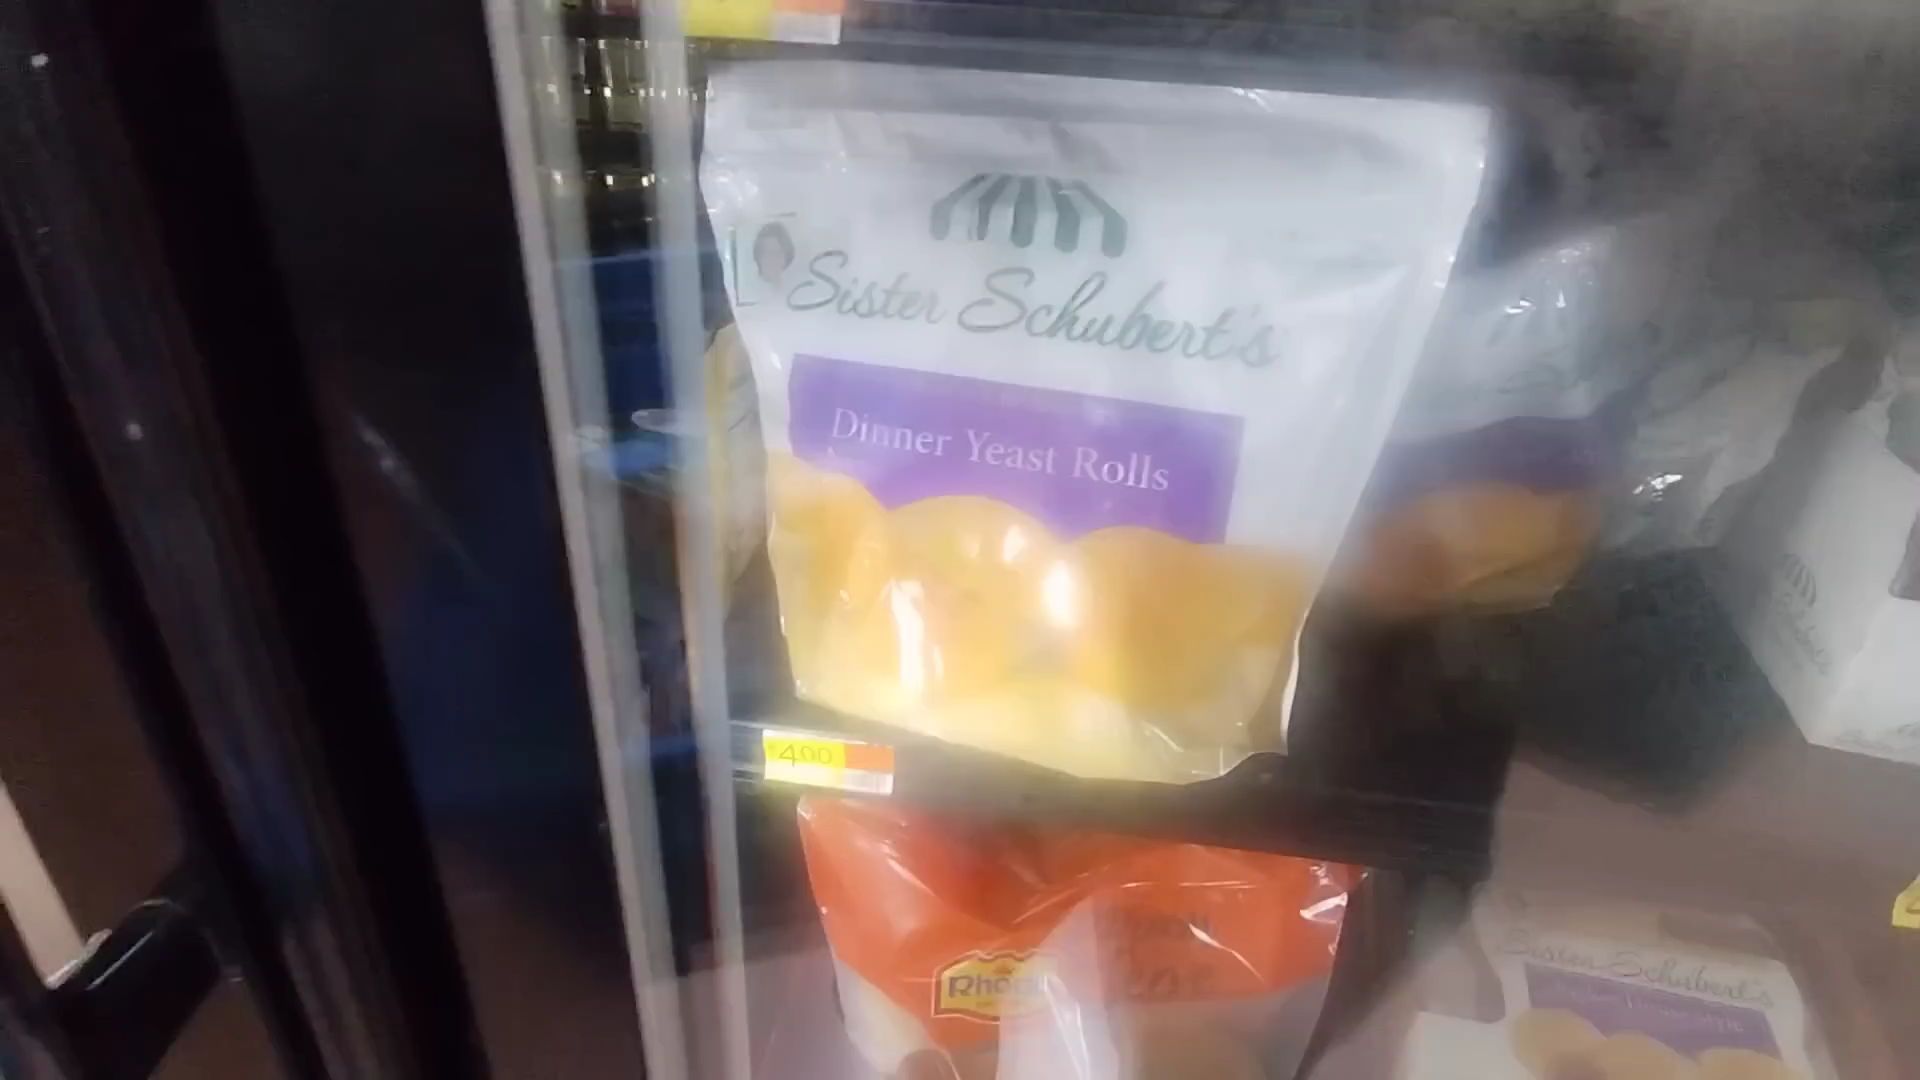 Sister Schubert's
Dinner Yeast Rolls
4.00
Rhodes
Sister Schubert's